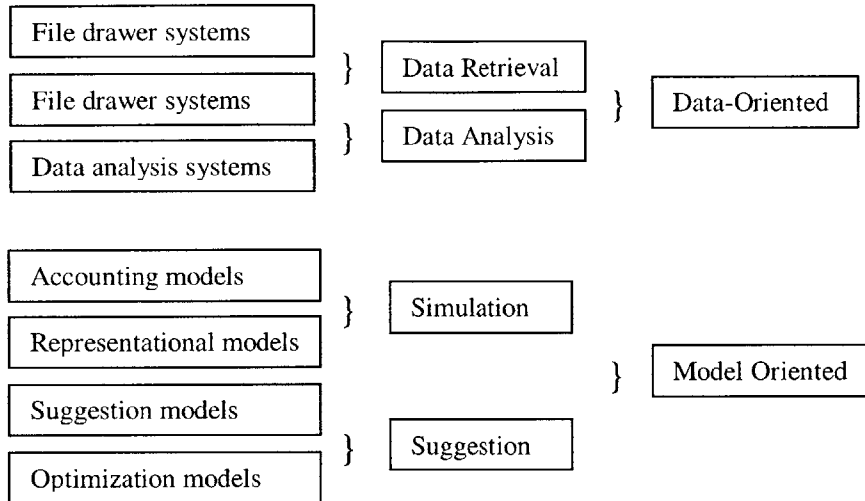 File drawer systems
File drawer systems
Data analysis systems
}
}
Data Retrieval
Data Analysis
}
Data-Oriented
Accounting models
Representational models
Suggestion models
Optimization models
}
}
Simulation
Suggestion
}
Model Oriented